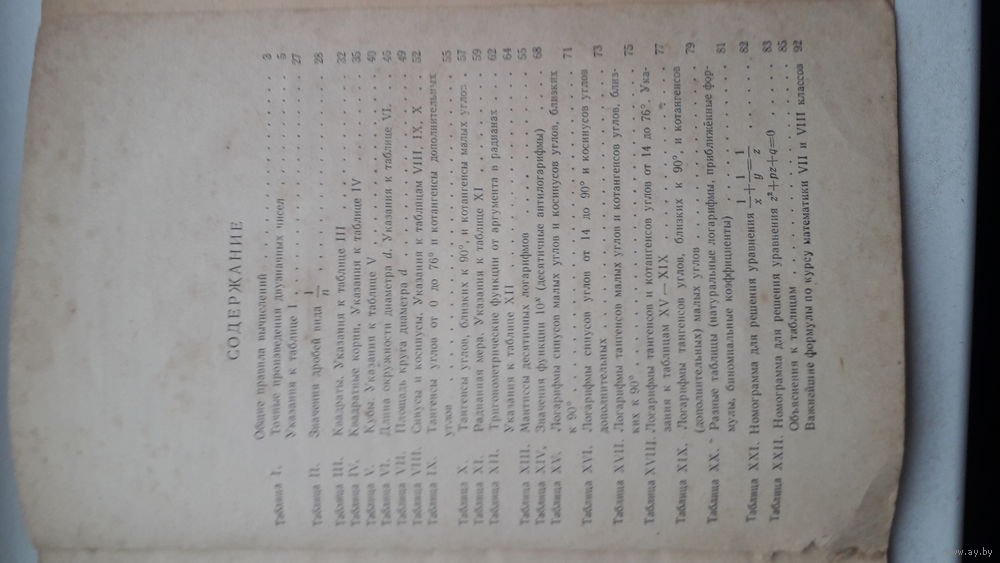 СОДЕРЖАНИЕ
Общие правила вычислений . . . . . . . . . . 3
Таблица I. Точные произведения двузначных чисел . . . . 5
Указания к таблице I . . . . . . . . . . 27
Таблица II. Значения дробей вида 1/n . . . . . . . . . . 28
Таблица III. Квадраты. Указания к таблице III . . . . . . . 32
Таблица IV. Квадратные корни. Указания к таблице IV . . . . 35
Таблица V. Кубы. Указания к таблице V . . . . . . . . . 40
Таблица VI. Длина окружности диаметра d. Указания к таблице VI. . 46
Таблица VII. Площадь круга диаметра d . . . . . . . . . 49
Таблица VIII. Синусы и косинусы. Указания к таблицам VIII, IX, X . . 52
Таблица IX. Тангенсы углов от 0 до 76° и котангенсы дополнительных
углов . . . . . . . . . . 55
Таблица X. Тангенсы углов, близких к 90°, и котангенсы малых углов . 57
Таблица XI. Радианная мера. Указания к таблице XI . . . . . 59
Таблица XII. Тригонометрические функции от аргумента в радианах . . 62
Указания к таблице XII . . . . . . . . . . 64
Таблица XIII. Мантиссы десятичных логарифмов . . . . . . 65
Таблица XIV. Значения функции 10ˣ (десятичные антилогарифмы) . . 68
Таблица XV. Логарифмы синусов малых углов и косинусов углов, близких
к 90° . . . . . . . . . . 71
Таблица XVI. Логарифмы синусов углов от 14 до 90° и косинусов углов
дополнительных . . . . . . . . . . 73
Таблица XVII. Логарифмы тангенсов малых углов и котангенсов углов, близ-
ких к 90° . . . . . . . . . . 75
Таблица XVIII. Логарифмы тангенсов и котангенсов углов от 14 до 76°. Ука-
зания к таблицам XV—XIX . . . . . . . . . . 77
Таблица XIX. Логарифмы тангенсов углов, близких к 90°, и котангенсов
(дополнительных) малых углов . . . . . . . . . . 79
Таблица XX. Разные таблицы (натуральные логарифмы, приближённые фор-
мулы, биномиальные коэффициенты) . . . . . . . 81
Таблица XXI. Номограмма для решения уравнения 1/x + 1/y = 1/z . . . . . 82
Таблица XXII. Номограмма для решения уравнения z² + pz + q = 0 . . . . 83
Объяснения к таблицам . . . . . . . . . . 85
Важнейшие формулы по курсу математики VII и VIII классов 92
www.ay.by